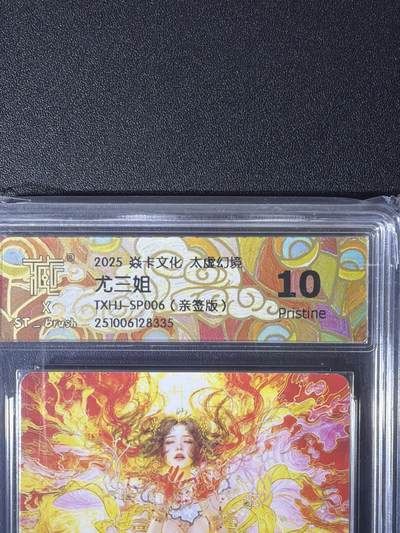 2025 焱卡文化 太虚幻境
尤三姐
TXHJ-SP006（亲签版）
251006128335
10
Pristine
®
X
ST_brush